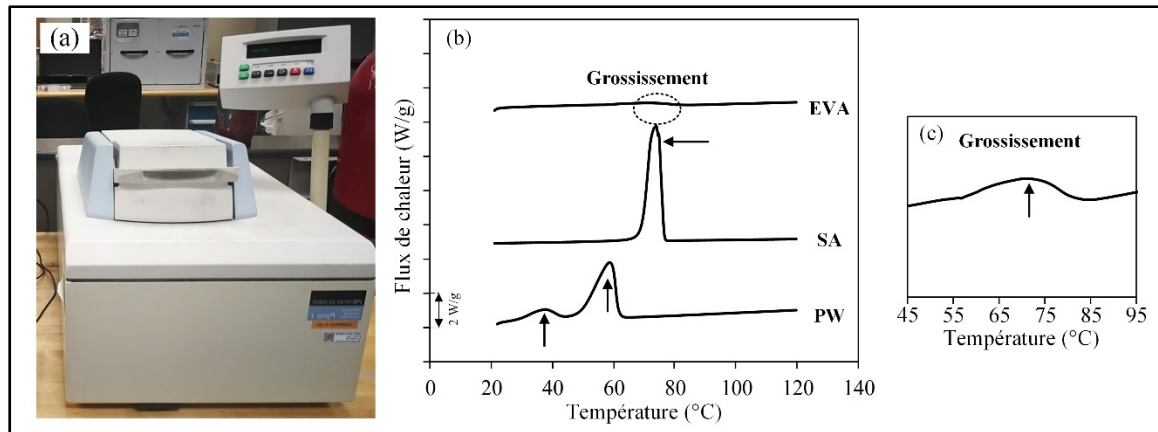 (a)
(b)
Grossissement
EVA
SA
PW
2 W/g
Flux de chaleur (W/g)
0 20 40 60 80 100 120 140
Température (°C)
(c)
Grossissement
45 55 65 75 85 95
Température (°C)